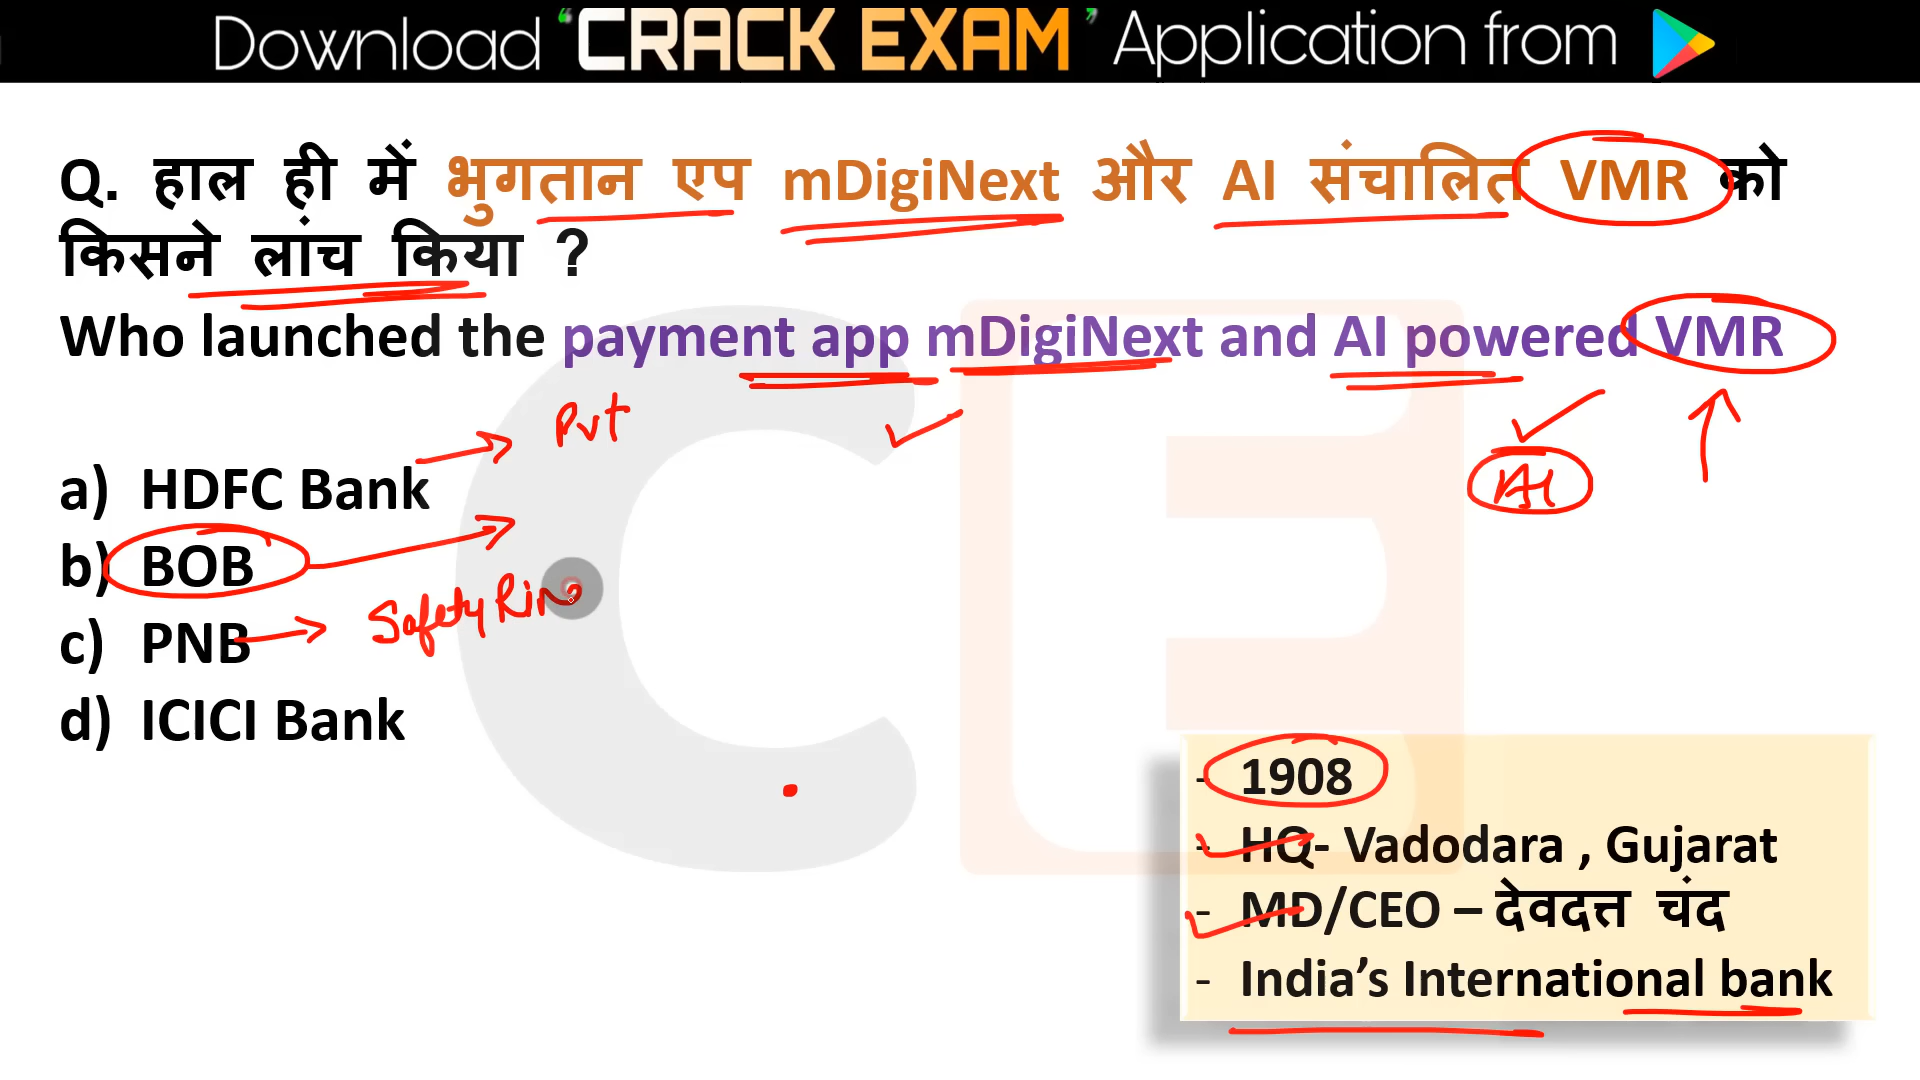 Download ‘CRACK EXAM’ Application from
Q. हाल ही में भुगतान एप mDigiNext और AI संचालित VMR को
किसने लांच किया ?
Who launched the payment app mDigiNext and AI powered VMR
Pvt
a) HDFC Bank
AI
b) BOB
Safety Rin
c) PNB
d) ICICI Bank
- 1908
- HQ- Vadodara , Gujarat
- MD/CEO – देवदत्त चंद
- India’s International bank